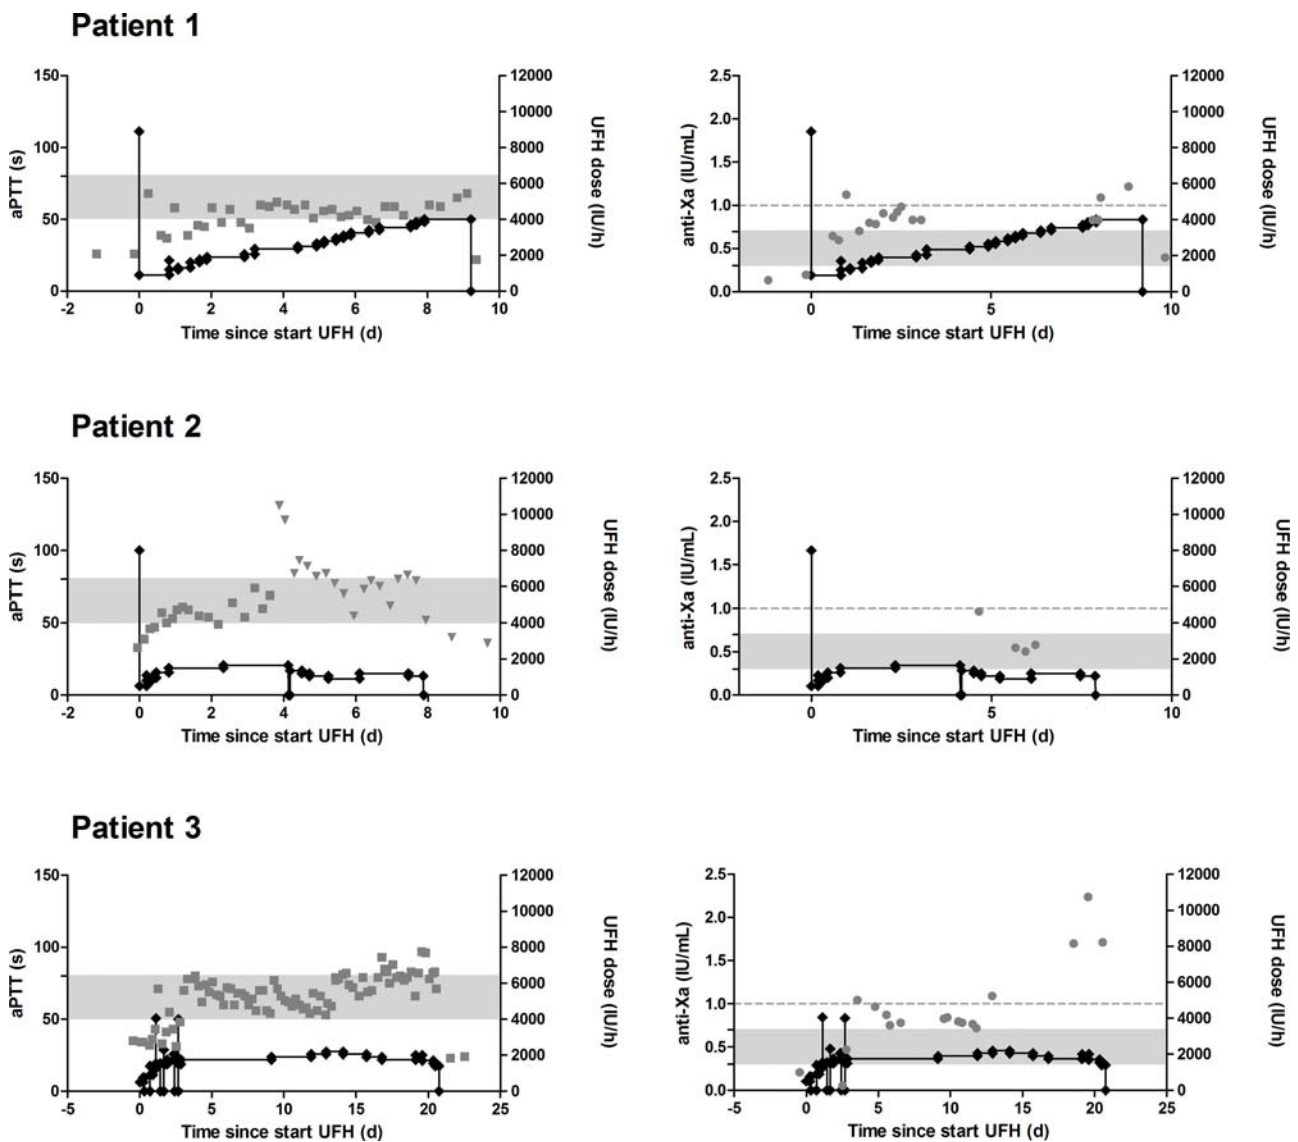 Patient 1
150
100
50
0
aPTT (s)
12000
10000
8000
6000
4000
2000
0
UFH dose (IU/h)
-2 0 2 4 6 8 10
Time since start UFH (d)
2.5
2.0
1.5
1.0
0.5
0.0
anti-Xa (IU/mL)
12000
10000
8000
6000
4000
2000
0
UFH dose (IU/h)
0 5 10
Time since start UFH (d)
Patient 2
150
100
50
0
aPTT (s)
12000
10000
8000
6000
4000
2000
0
UFH dose (IU/h)
-2 0 2 4 6 8 10
Time since start UFH (d)
2.5
2.0
1.5
1.0
0.5
0.0
anti-Xa (IU/mL)
12000
10000
8000
6000
4000
2000
0
UFH dose (IU/h)
0 5 10
Time since start UFH (d)
Patient 3
150
100
50
0
aPTT (s)
12000
10000
8000
6000
4000
2000
0
UFH dose (IU/h)
-5 0 5 10 15 20 25
Time since start UFH (d)
2.5
2.0
1.5
1.0
0.5
0.0
anti-Xa (IU/mL)
12000
10000
8000
6000
4000
2000
0
UFH dose (IU/h)
-5 0 5 10 15 20 25
Time since start UFH (d)